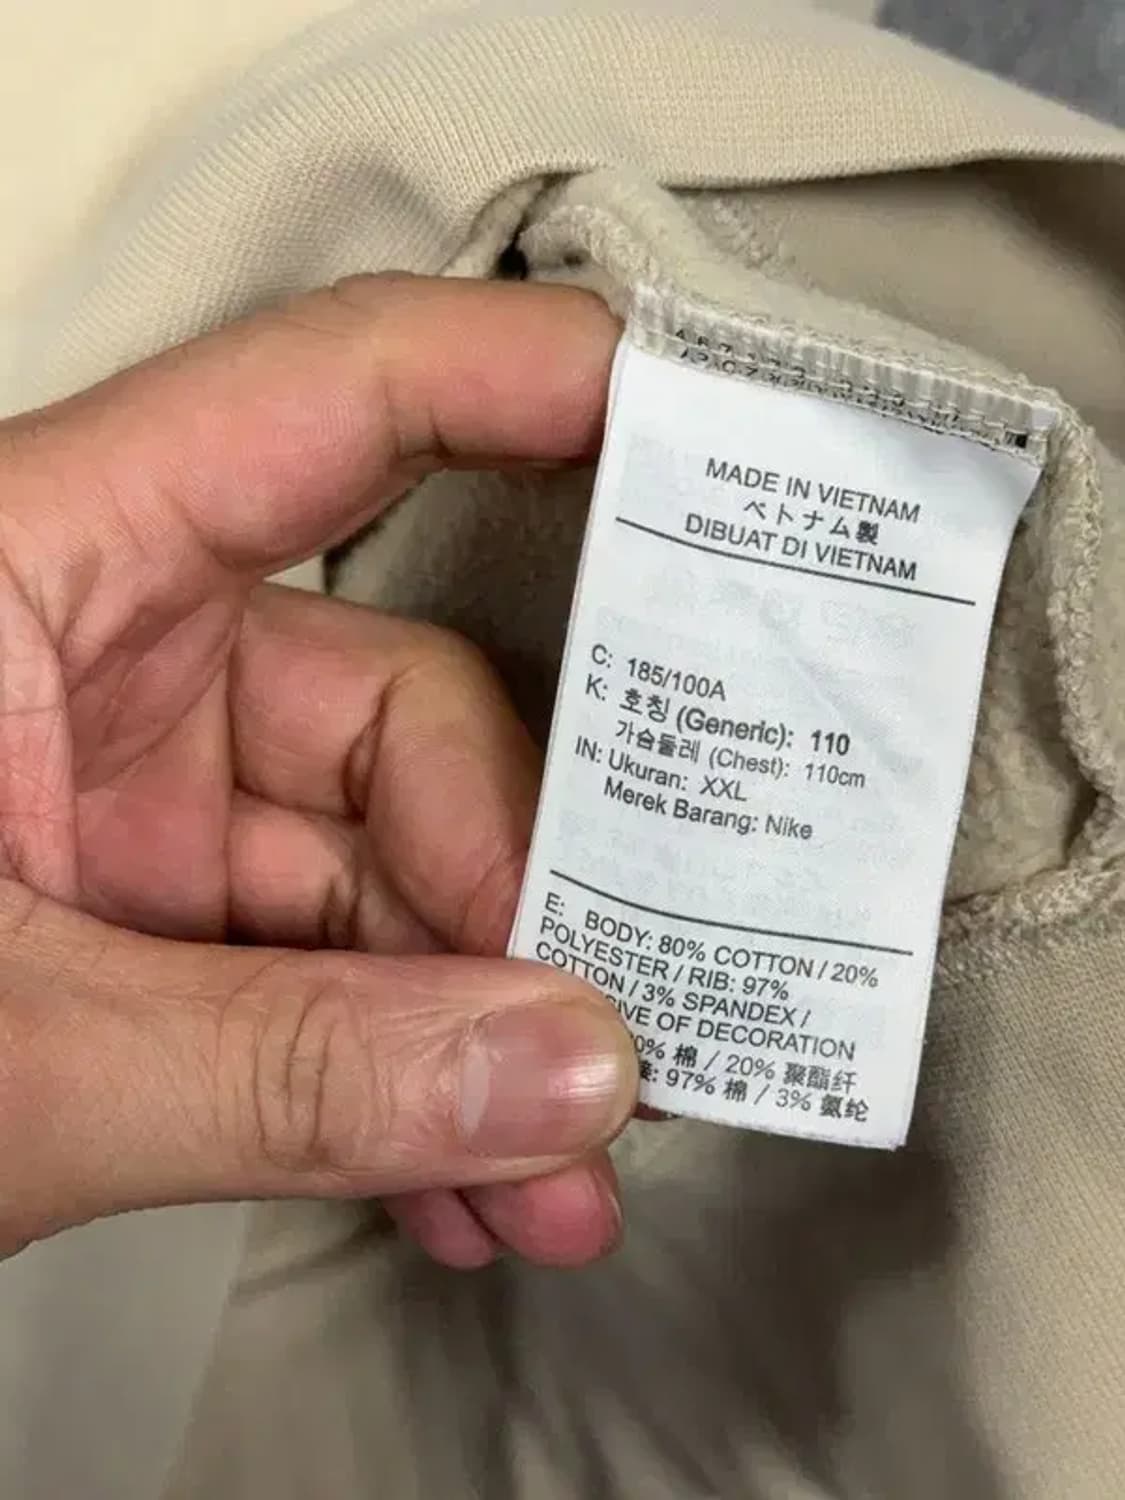 MADE IN VIETNAM
ベトナム製
DIBUAT DI VIETNAM
C: 185/100A
K: 호칭 (Generic): 110
가슴둘레 (Chest): 110cm
IN: Ukuran: XXL
Merek Barang: Nike
E: BODY: 80% COTTON / 20%
POLYESTER / RIB: 97%
COTTON / 3% SPANDEX /
OF DECORATION
棉 / 20% 聚酯纤
97% 棉 / 3% 氨纶